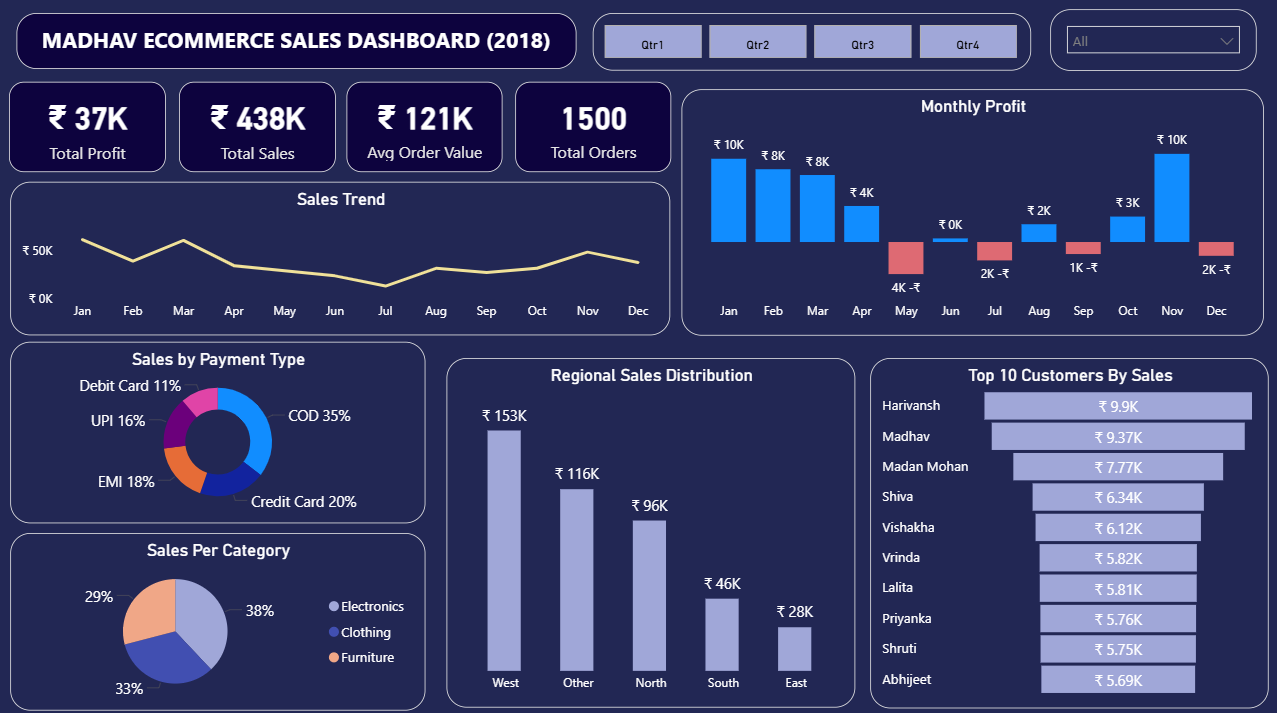 MADHAV ECOMMERCE SALES DASHBOARD (2018)
Qtr1 Qtr2 Qtr3 Qtr4
All
₹ 37K
Total Profit
₹ 438K
Total Sales
₹ 121K
Avg Order Value
1500
Total Orders
Monthly Profit
₹ 10K ₹ 8K ₹ 8K ₹ 4K 4K -₹ ₹ 0K 2K -₹ ₹ 2K 1K -₹ ₹ 3K ₹ 10K 2K -₹
Jan Feb Mar Apr May Jun Jul Aug Sep Oct Nov Dec
Sales Trend
₹ 50K
₹ 0K
Jan Feb Mar Apr May Jun Jul Aug Sep Oct Nov Dec
Sales by Payment Type
Debit Card 11%
UPI 16%
COD 35%
EMI 18%
Credit Card 20%
Regional Sales Distribution
₹ 153K ₹ 116K ₹ 96K ₹ 46K ₹ 28K
West Other North South East
Top 10 Customers By Sales
Harivansh ₹ 9.9K
Madhav ₹ 9.37K
Madan Mohan ₹ 7.77K
Shiva ₹ 6.34K
Vishakha ₹ 6.12K
Vrinda ₹ 5.82K
Lalita ₹ 5.81K
Priyanka ₹ 5.76K
Shruti ₹ 5.75K
Abhijeet ₹ 5.69K
Sales Per Category
29%
38%
33%
Electronics
Clothing
Furniture